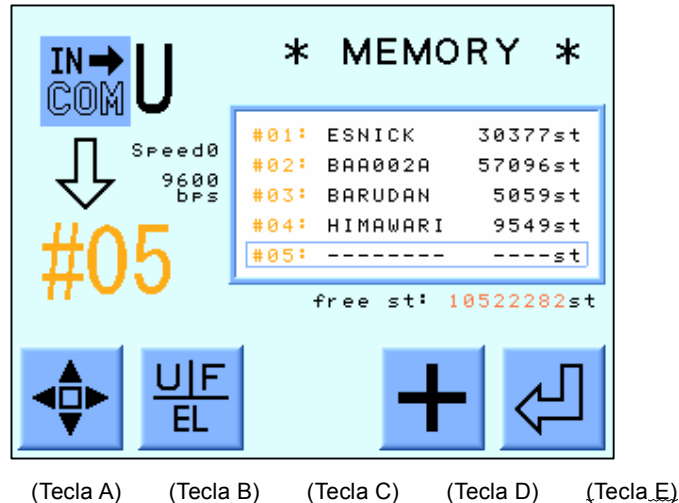 * MEMORY *
IN
COM
U
Speed0
9600
bps
#05
#01: ESNICK 30377st
#02: BAA002A 57096st
#03: BARUDAN 5059st
#04: HIMAWARI 9549st
#05: -------- ----st
free st: 10522282st
U F
EL
(Tecla A) (Tecla B) (Tecla C) (Tecla D) (Tecla E)